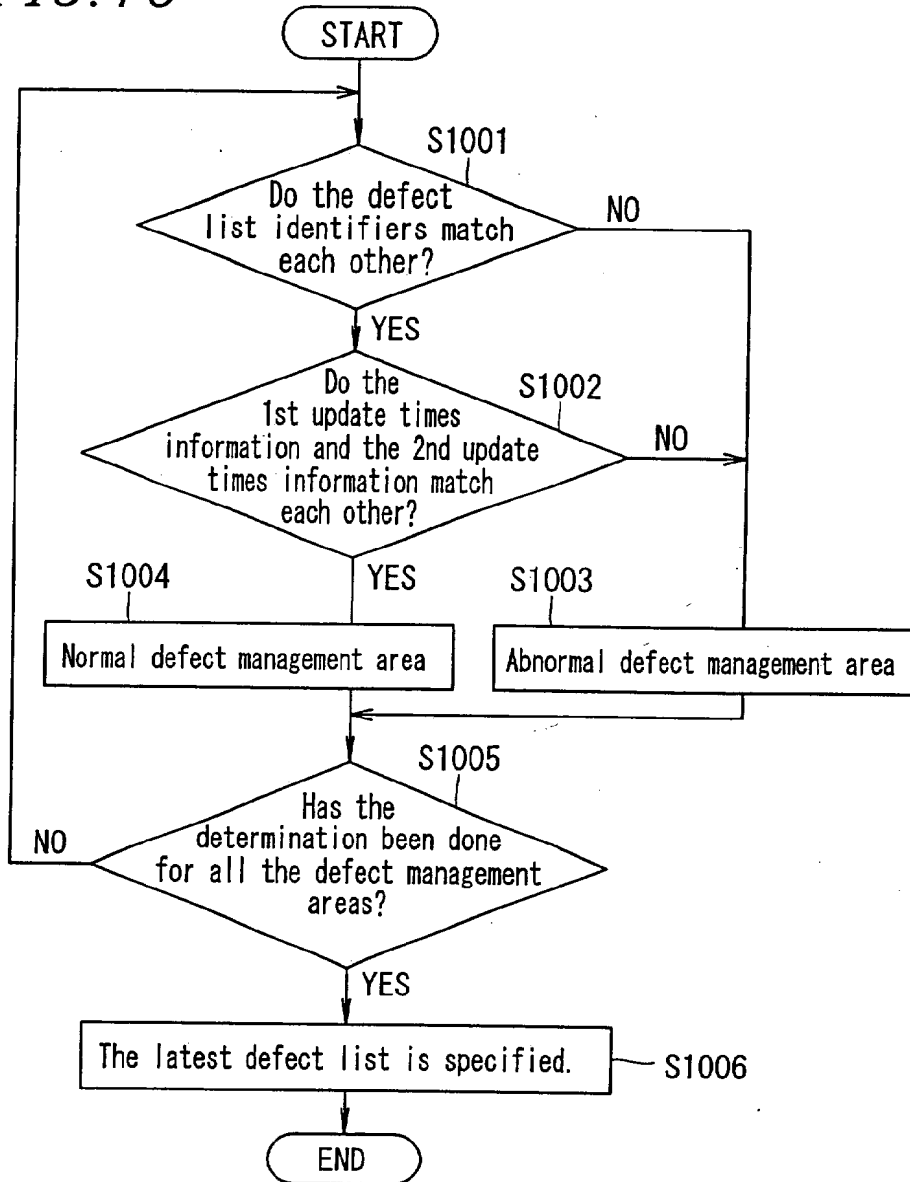 FIG.10
START
S1001
Do the defect
list identifiers match
each other?
NO
YES
Do the
1st update times
information and the 2nd update
times information match
each other?
S1002
NO
YES
S1004
S1003
Normal defect management area
Abnormal defect management area
S1005
Has the
determination been done
for all the defect management
areas?
NO
YES
The latest defect list is specified.
S1006
END